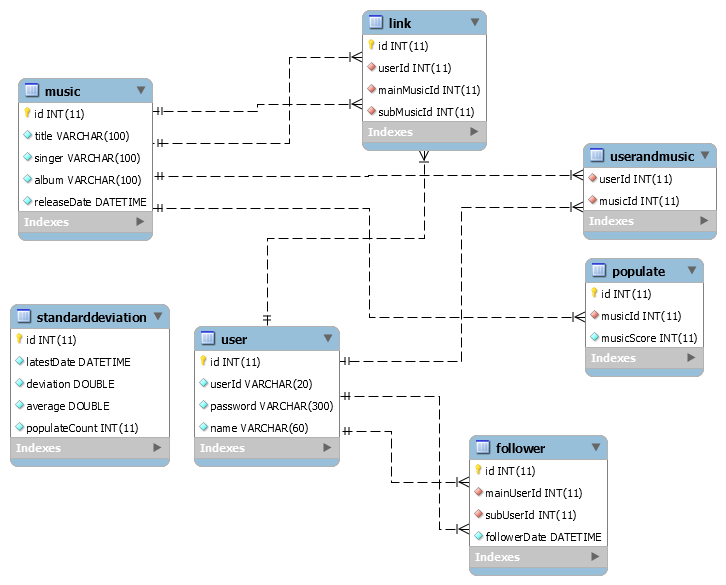 link
id INT(11)
userId INT(11)
mainMusicId INT(11)
subMusicId INT(11)
Indexes
music
id INT(11)
title VARCHAR(100)
singer VARCHAR(100)
album VARCHAR(100)
releaseDate DATETIME
Indexes
userandmusic
userId INT(11)
musicId INT(11)
Indexes
populate
id INT(11)
musicId INT(11)
musicScore INT(11)
Indexes
standarddeviation
id INT(11)
latestDate DATETIME
deviation DOUBLE
average DOUBLE
populateCount INT(11)
Indexes
user
id INT(11)
userId VARCHAR(20)
password VARCHAR(300)
name VARCHAR(60)
Indexes
follower
id INT(11)
mainUserId INT(11)
subUserId INT(11)
followerDate DATETIME
Indexes